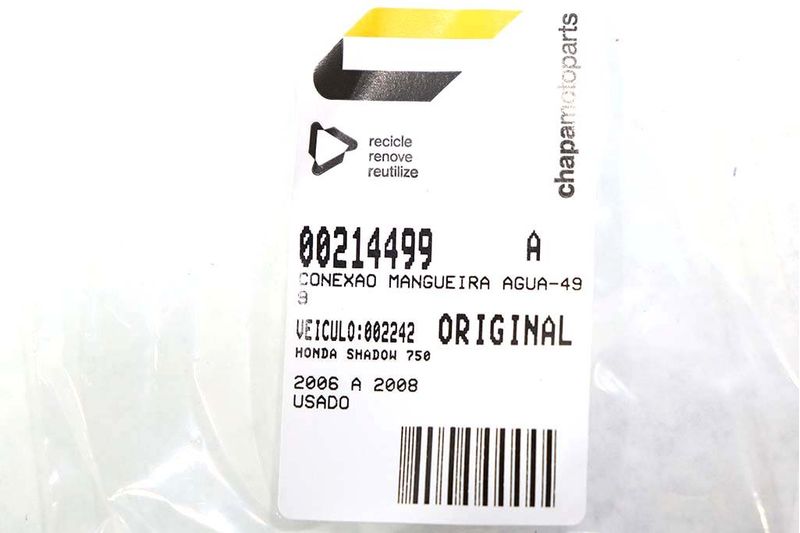 chapamotoparts
recicle
renove
reutilize
00214499 A
CONEXAO MANGUEIRA AGUA-49
9
VEICULO:002242 ORIGINAL
HONDA SHADOW 750
2006 A 2008
USADO